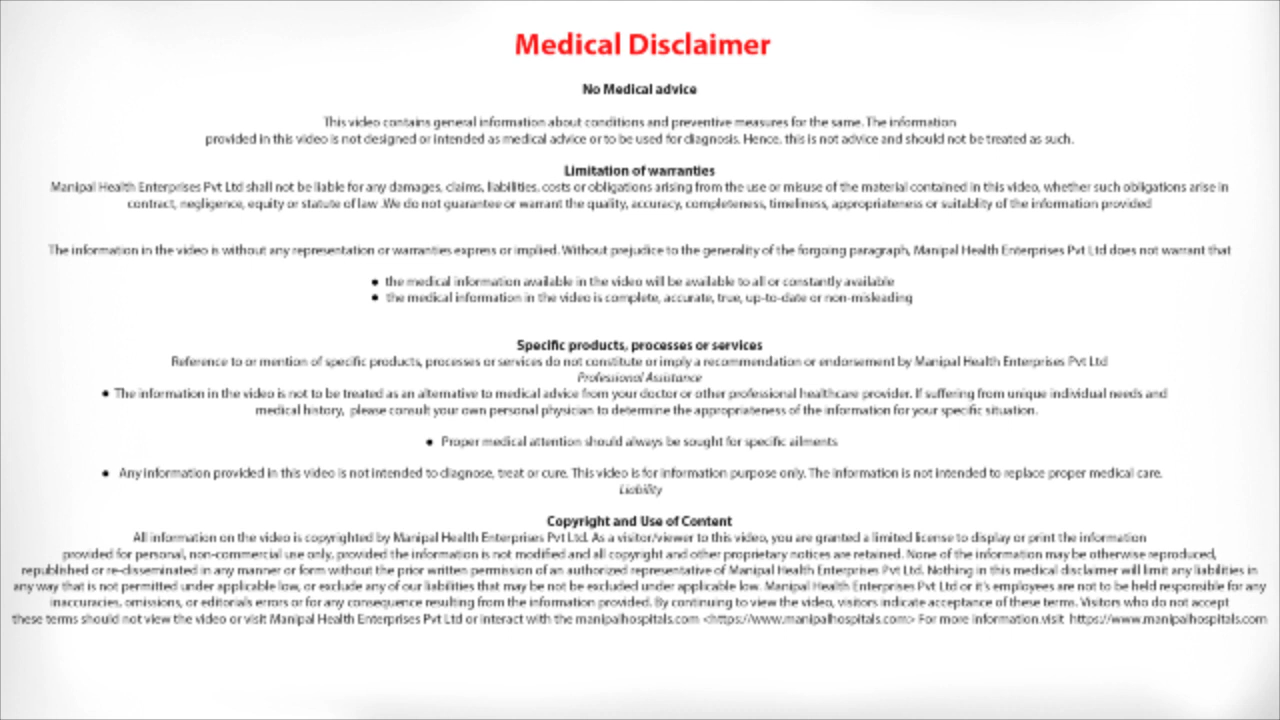 Medical Disclaimer
No Medical advice
This video contains general information about conditions and preventive measures for the same. The information
provided in this video is not designed or intended as medical advice or to be used for diagnosis. Hence, this is not advice and should not be treated as such.
Limitation of warranties
Manipal Health Enterprises Pvt Ltd shall not be liable for any damages, claims, liabilities, costs or obligations arising from the use or misuse of the material contained in this video, whether such obligations arise in
contract, negligence, equity or statute of law .We do not guarantee or warrant the quality, accuracy, completeness, timeliness, appropriateness or suitablity of the information provided
The information in the video is without any representation or warranties express or implied. Without prejudice to the generality of the forgoing paragraph, Manipal Health Enterprises Pvt Ltd does not warrant that
● the medical information available in the video will be available to all or constantly available
● the medical information in the video is complete, accurate, true, up-to-date or non-misleading
Specific products, processes or services
Reference to or mention of specific products, processes or services do not constitute or imply a recommendation or endorsement by Manipal Health Enterprises Pvt Ltd
Professional Assistance
● The information in the video is not to be treated as an alternative to medical advice from your doctor or other professional healthcare provider. If suffering from unique individual needs and
medical history, please consult your own personal physician to determine the appropriateness of the information for your specific situation.
● Proper medical attention should always be sought for specific ailments
● Any information provided in this video is not intended to diagnose, treat or cure. This video is for information purpose only. The information is not intended to replace proper medical care.
Liability
Copyright and Use of Content
All information on the video is copyrighted by Manipal Health Enterprises Pvt Ltd. As a visitor/viewer to this video, you are granted a limited license to display or print the information
provided for personal, non-commercial use only, provided the information is not modified and all copyright and other proprietary notices are retained. None of the information may be otherwise reproduced,
republished or re-disseminated in any manner or form without the prior written permission of an authorized representative of Manipal Health Enterprises Pvt Ltd. Nothing in this medical disclaimer will limit any liabilities in
any way that is not permitted under applicable low, or exclude any of our liabilities that may be not be excluded under applicable low. Manipal Health Enterprises Pvt Ltd or it's employees are not to be held responsible for any
inaccuracies, omissions, or editorials errors or for any consequence resulting from the information provided. By continuing to view the video, visitors indicate acceptance of these terms. Visitors who do not accept
these terms should not view the video or visit Manipal Health Enterprises Pvt Ltd or interact with the manipalhospitals.com <https://www.manipalhospitals.com> For more information.visit https://www.manipalhospitals.com